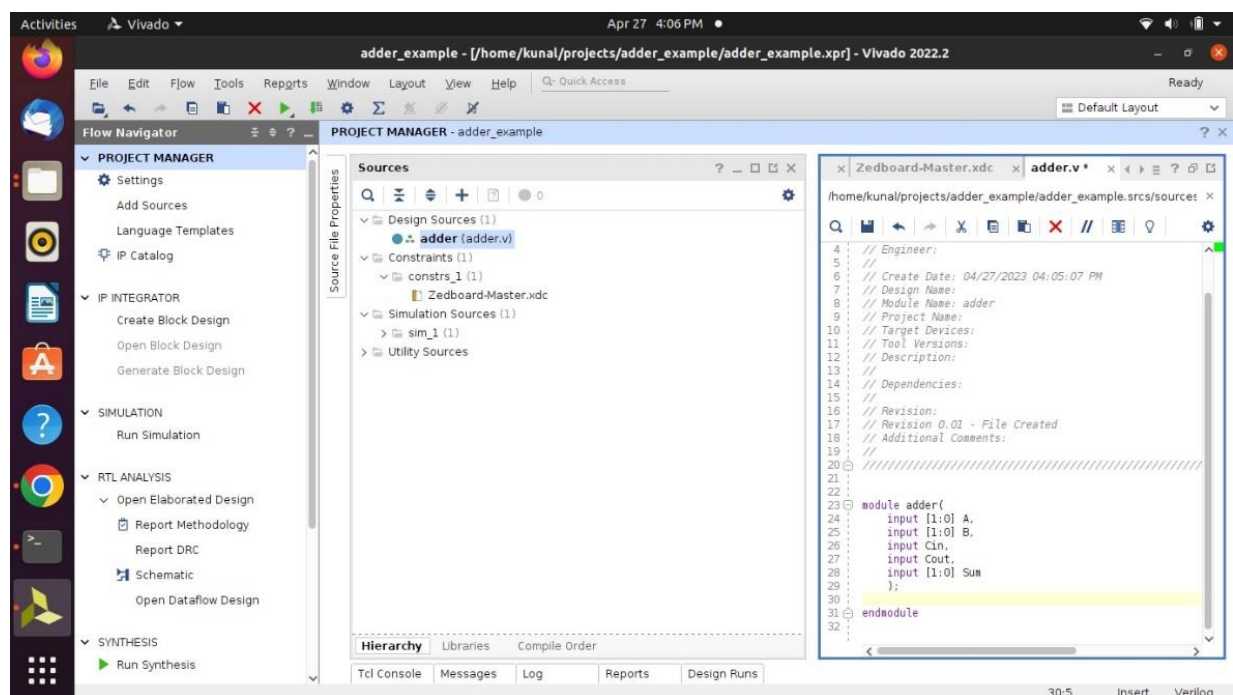 Activities Vivado Apr 27 4:06 PM
adder_example - [/home/kunal/projects/adder_example/adder_example.xpr] - Vivado 2022.2
File Edit Flow Tools Reports Window Layout View Help Q- Quick Access Ready
Default Layout
Flow Navigator
PROJECT MANAGER - adder_example
PROJECT MANAGER
Settings
Add Sources
Language Templates
IP Catalog
IP INTEGRATOR
Create Block Design
Open Block Design
Generate Block Design
SIMULATION
Run Simulation
RTL ANALYSIS
Open Elaborated Design
Report Methodology
Report DRC
Schematic
Open Dataflow Design
SYNTHESIS
Run Synthesis
Source File Properties
Sources
0
Design Sources (1)
adder (adder.v)
Constraints (1)
constrs_1 (1)
Zedboard-Master.xdc
Simulation Sources (1)
sim_1 (1)
Utility Sources
Hierarchy Libraries Compile Order
Tcl Console Messages Log Reports Design Runs
Zedboard-Master.xdc adder.v *
/home/kunal/projects/adder_example/adder_example.srcs/sources
4 // Engineer:
5 //
6 // Create Date: 04/27/2023 04:05:07 PM
7 // Design Name:
8 // Module Name: adder
9 // Project Name:
10 // Target Devices:
11 // Tool Versions:
12 // Description:
13 //
14 // Dependencies:
15 //
16 // Revision:
17 // Revision 0.01 - File Created
18 // Additional Comments:
19 //
20 //////////////////////////////////////////////////////////
21
22
23 module adder(
24 input [1:0] A,
25 input [1:0] B,
26 input Cin,
27 input Cout,
28 input [1:0] Sum
29 );
30
31 endmodule
32
30:5 Insert Verilog